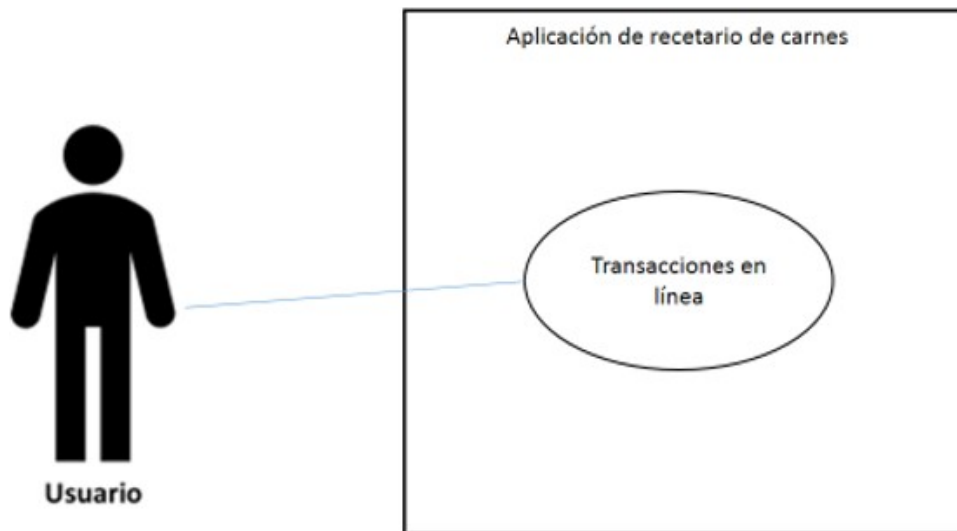 Aplicación de recetario de carnes
Transacciones en
línea
Usuario